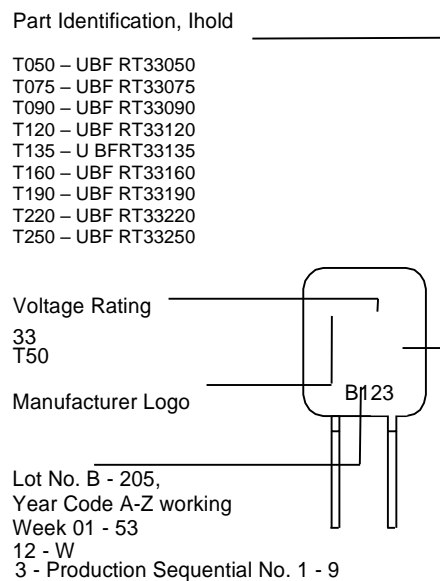 Part Identification, Ihold
T050 – UBF RT33050
T075 – UBF RT33075
T090 – UBF RT33090
T120 – UBF RT33120
T135 – U BFRT33135
T160 – UBF RT33160
T190 – UBF RT33190
T220 – UBF RT33220
T250 – UBF RT33250
Voltage Rating
33
T50
Manufacturer Logo
B123
Lot No. B - 205,
Year Code A-Z working
Week 01 - 53
12 - W
3 - Production Sequential No. 1 - 9